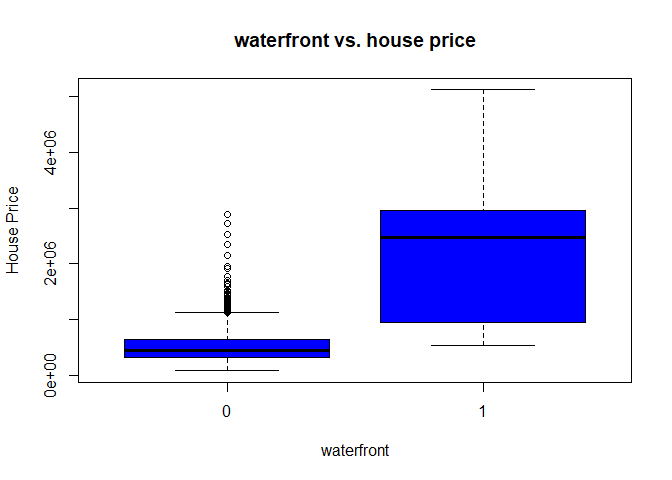 waterfront vs. house price
House Price
4e+06
2e+06
0e+00
0
1
waterfront